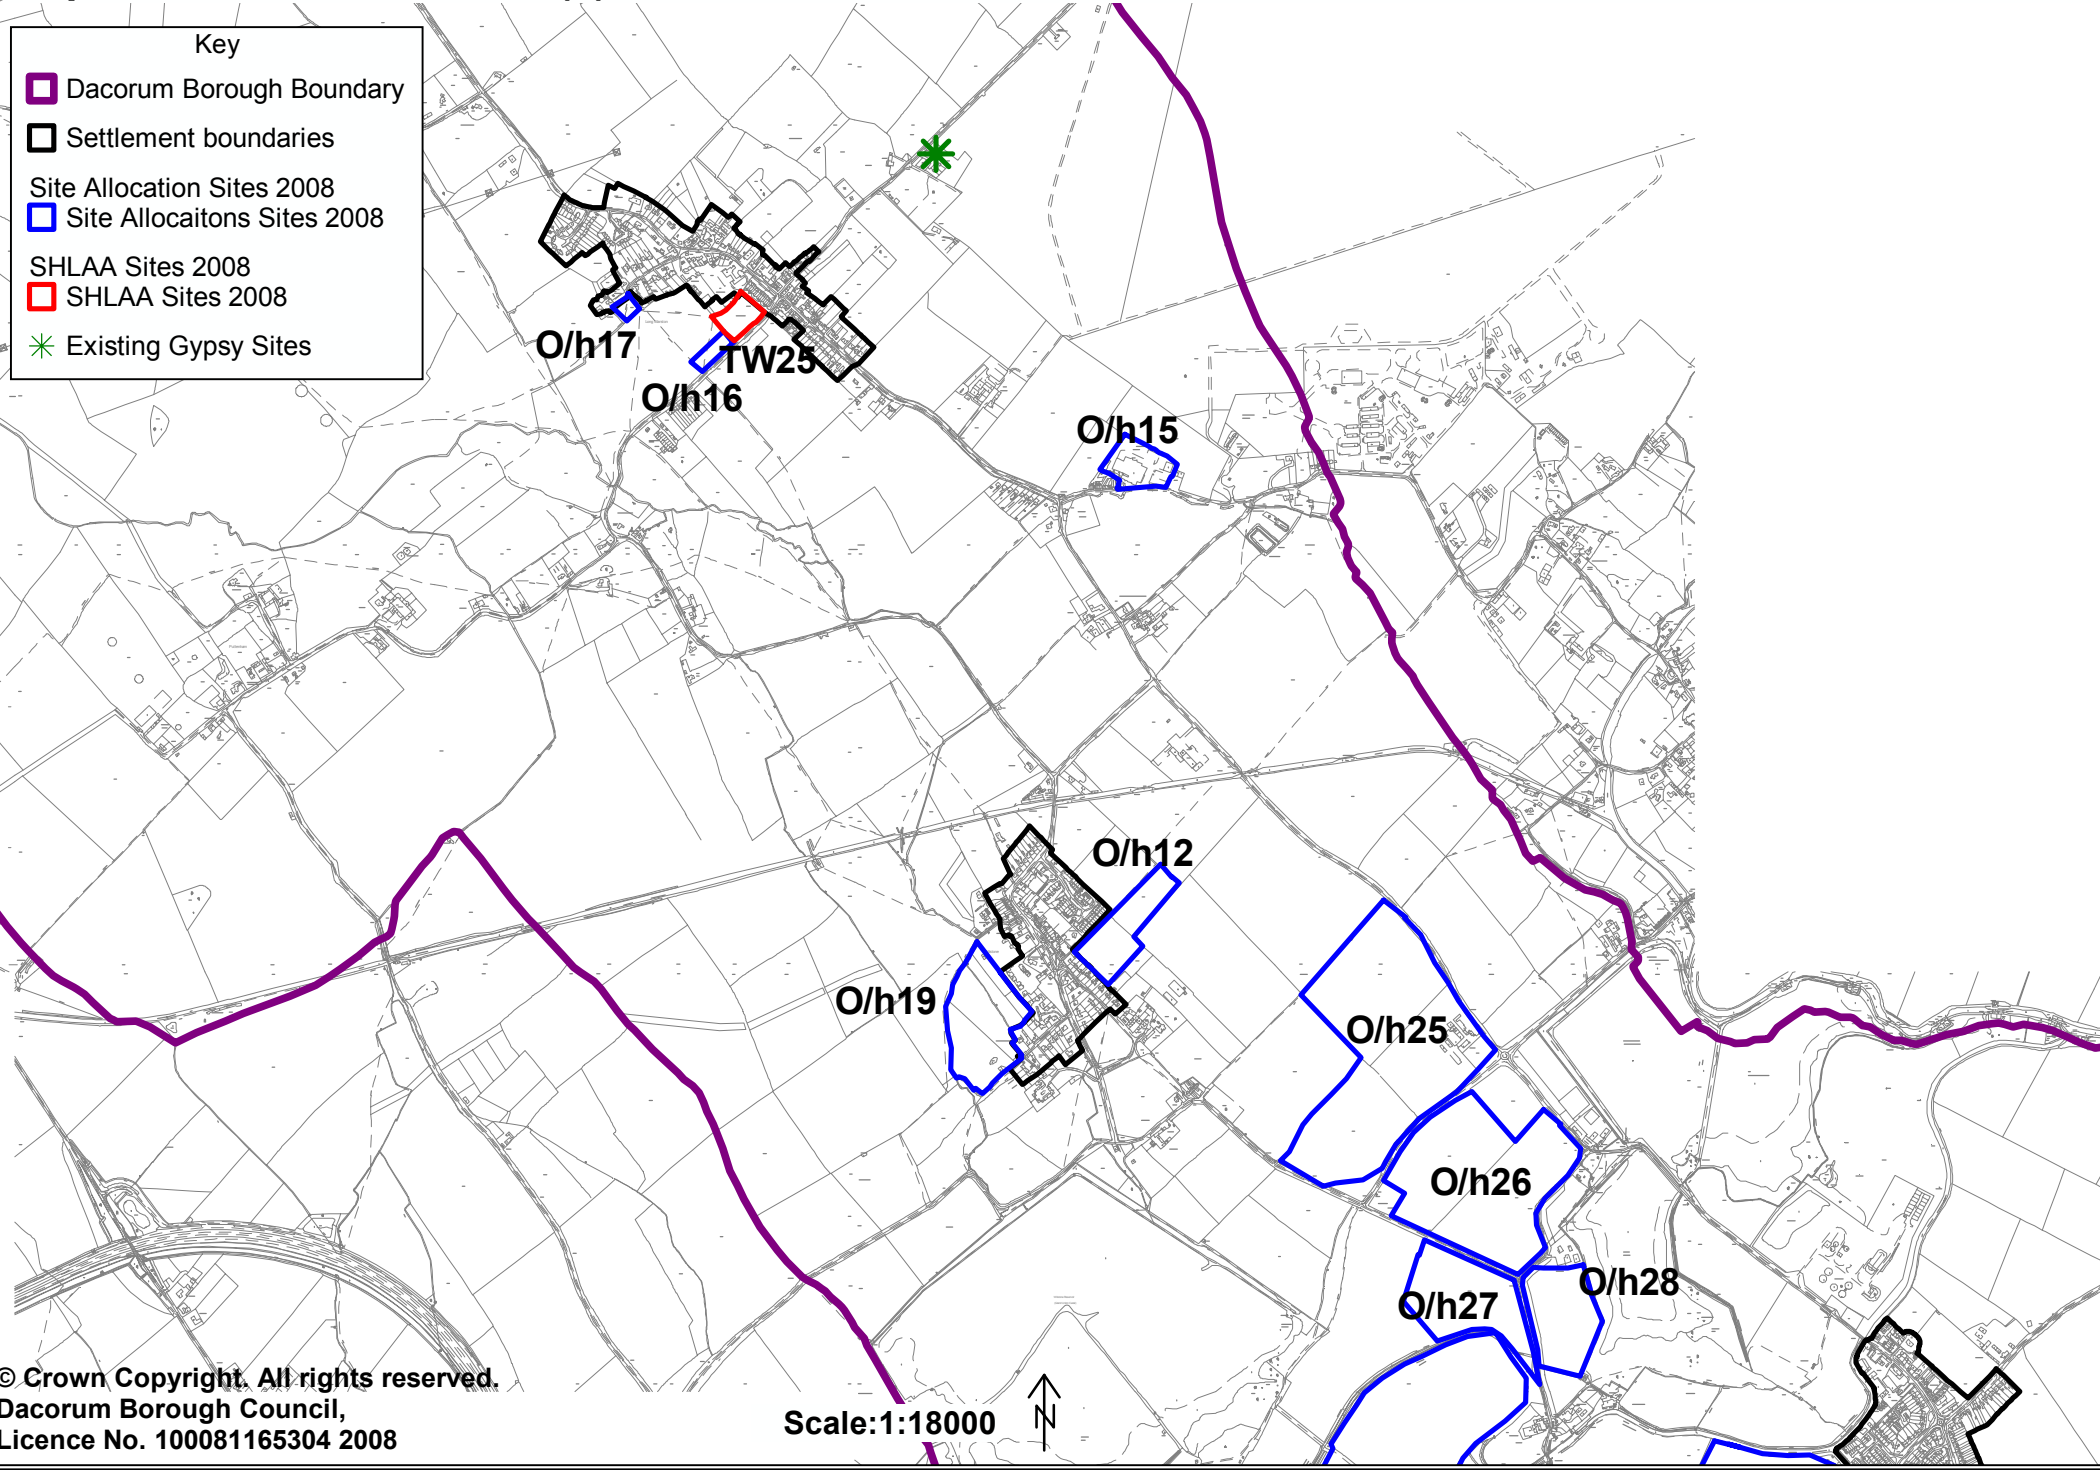 Key
Dacorum Borough Boundary
Settlement boundaries
Site Allocation Sites 2008
Site Allocaitons Sites 2008
SHLAA Sites 2008
SHLAA Sites 2008
Existing Gypsy Sites
O/h17
TW25
O/h16
O/h15
O/h12
O/h19
O/h25
O/h26
O/h28
O/h27
© Crown Copyright. All rights reserved.
Dacorum Borough Council,
Licence No. 100081165304 2008
Scale:1:18000
N